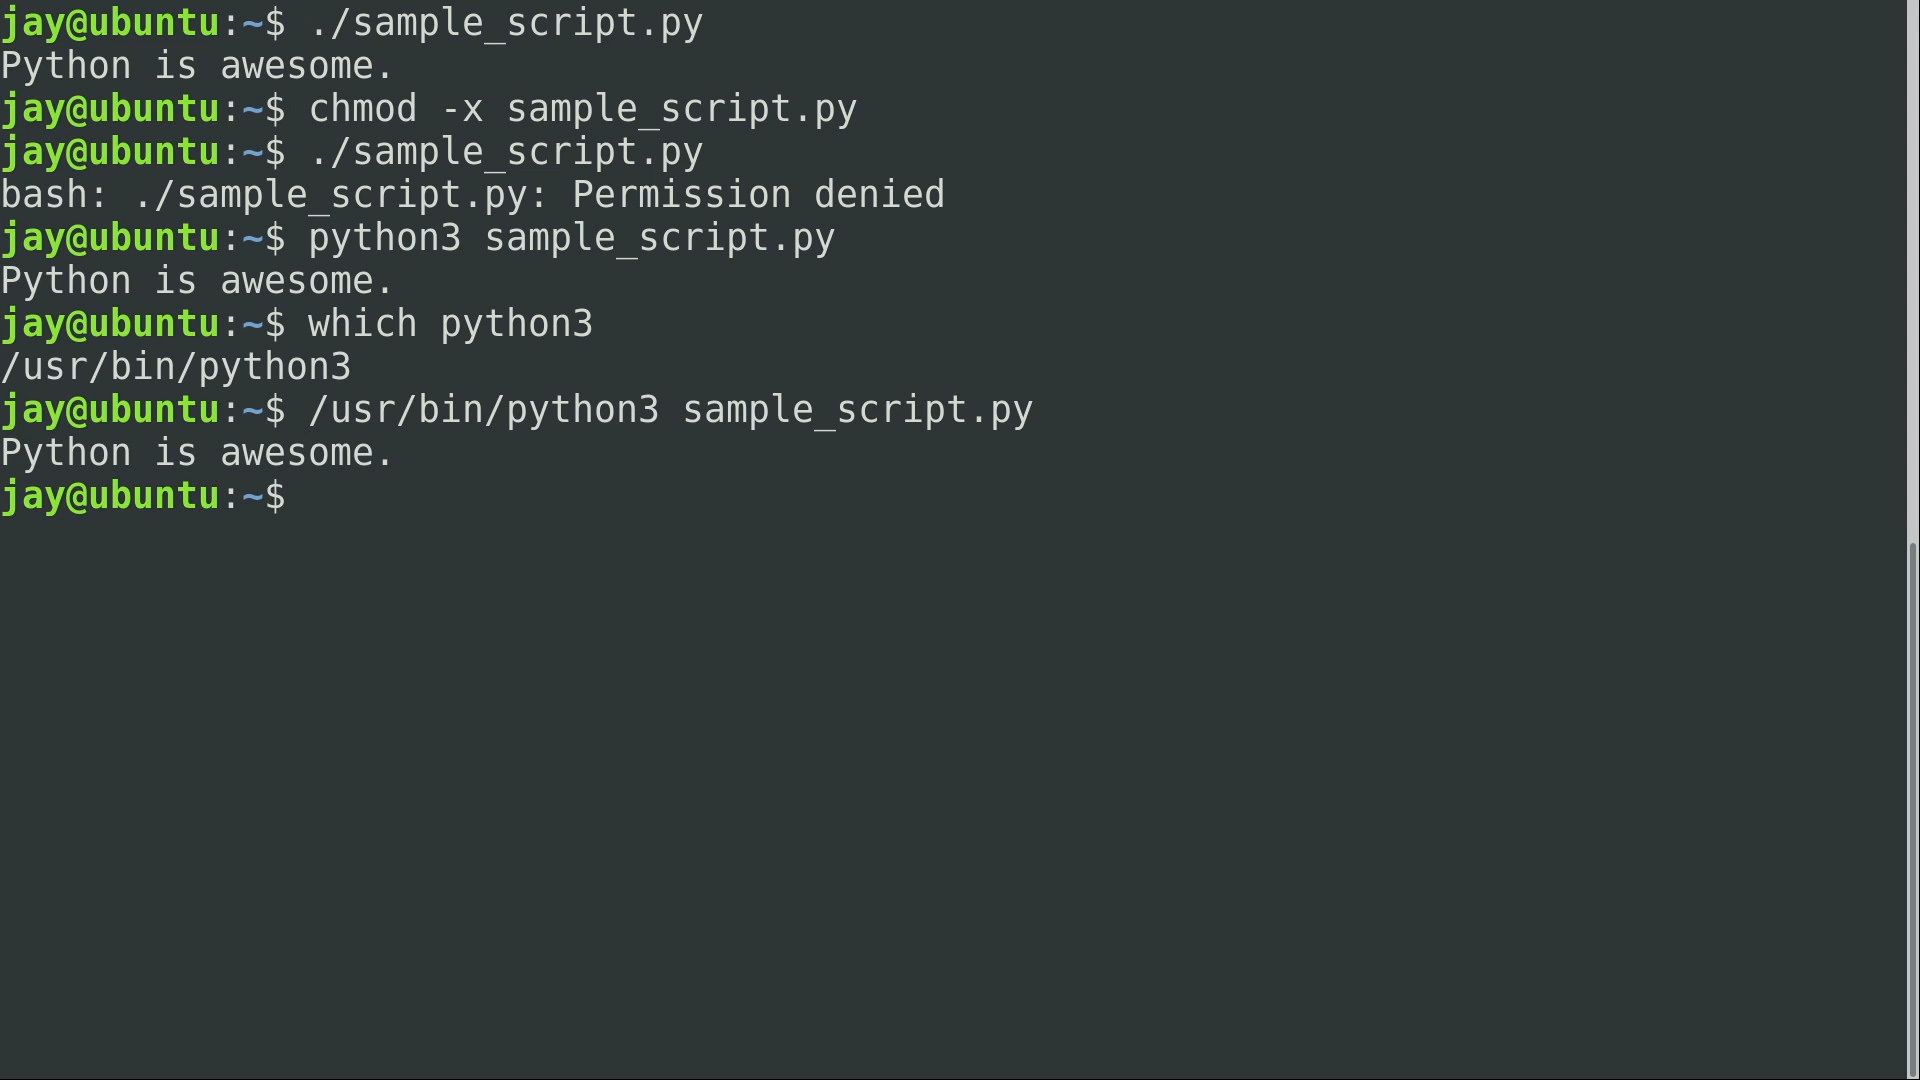 jay@ubuntu:~$ ./sample_script.py
Python is awesome.
jay@ubuntu:~$ chmod -x sample_script.py
jay@ubuntu:~$ ./sample_script.py
bash: ./sample_script.py: Permission denied
jay@ubuntu:~$ python3 sample_script.py
Python is awesome.
jay@ubuntu:~$ which python3
/usr/bin/python3
jay@ubuntu:~$ /usr/bin/python3 sample_script.py
Python is awesome.
jay@ubuntu:~$